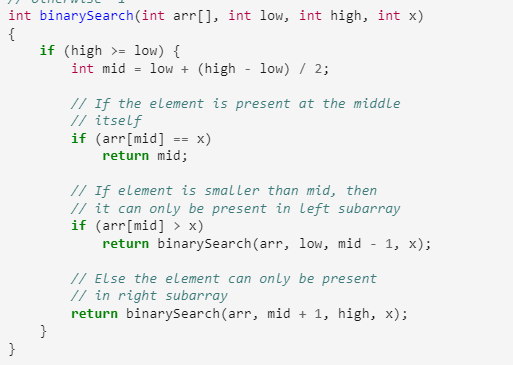 int binarySearch(int arr[], int low, int high, int x)
{
    if (high >= low) {
        int mid = low + (high - low) / 2;

        // If the element is present at the middle
        // itself
        if (arr[mid] == x)
            return mid;

        // If element is smaller than mid, then
        // it can only be present in left subarray
        if (arr[mid] > x)
            return binarySearch(arr, low, mid - 1, x);

        // Else the element can only be present
        // in right subarray
        return binarySearch(arr, mid + 1, high, x);
    }
}